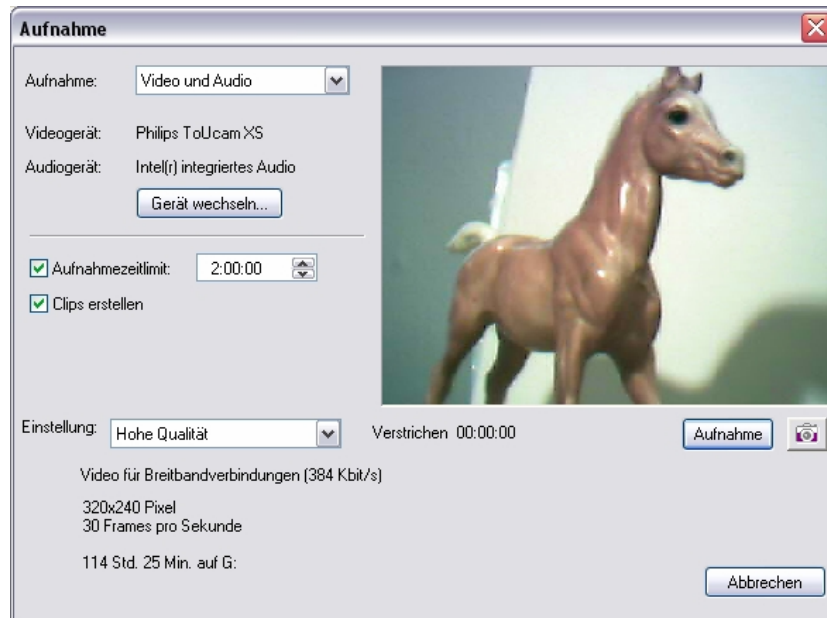 Aufnahme
Aufnahme: Video und Audio
Videogerät: Philips ToUcam XS
Audiogerät: Intel(r) integriertes Audio
Gerät wechseln...
Aufnahmezeitlimit: 2:00:00
Clips erstellen
Einstellung: Hohe Qualität Verstrichen 00:00:00 Aufnahme
Video für Breitbandverbindungen (384 Kbit/s)
320x240 Pixel
30 Frames pro Sekunde
114 Std. 25 Min. auf G:
Abbrechen